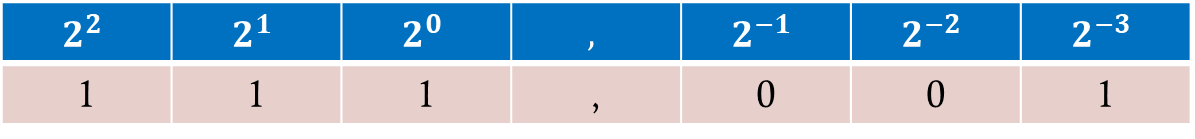 2² 2¹ 2⁰ , 2⁻¹ 2⁻² 2⁻³
1 1 1 , 0 0 1